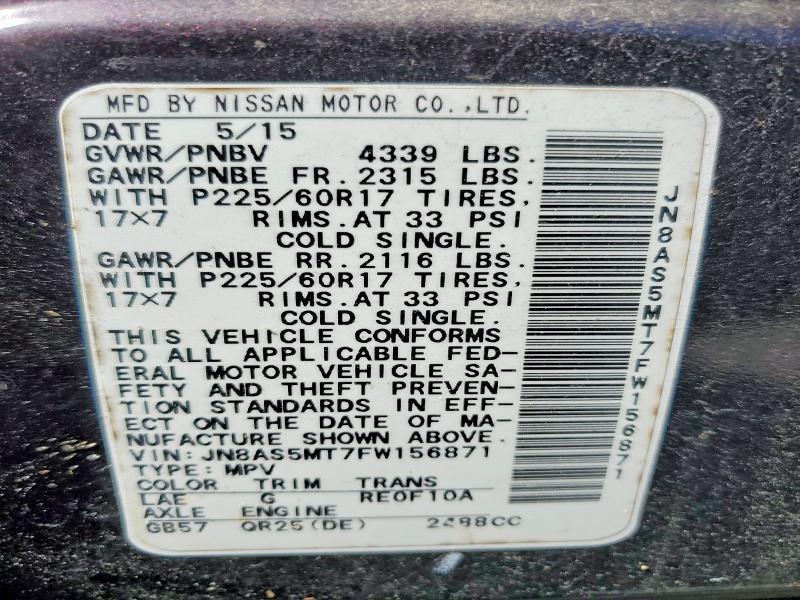 MFD BY NISSAN MOTOR CO.,LTD.
DATE 5/15
GVWR/PNBV 4339 LBS.
GAWR/PNBE FR. 2315 LBS.
WITH P225/60R17 TIRES,
17×7 RIMS. AT 33 PSI
COLD SINGLE.
GAWR/PNBE RR. 2116 LBS.
WITH P225/60R17 TIRES,
17×7 RIMS. AT 33 PSI
COLD SINGLE.
THIS VEHICLE CONFORMS
TO ALL APPLICABLE FED-
ERAL MOTOR VEHICLE SA-
FETY AND THEFT PREVEN-
TION STANDARDS IN EFF-
ECT ON THE DATE OF MA-
NUFACTURE SHOWN ABOVE.
VIN: JN8AS5MT7FW156871
TYPE: MPV
COLOR TRIM TRANS
LAE G RE0F10A
AXLE ENGINE
GB57 QR25(DE) 2488CC
JN8AS5MT7FW156871